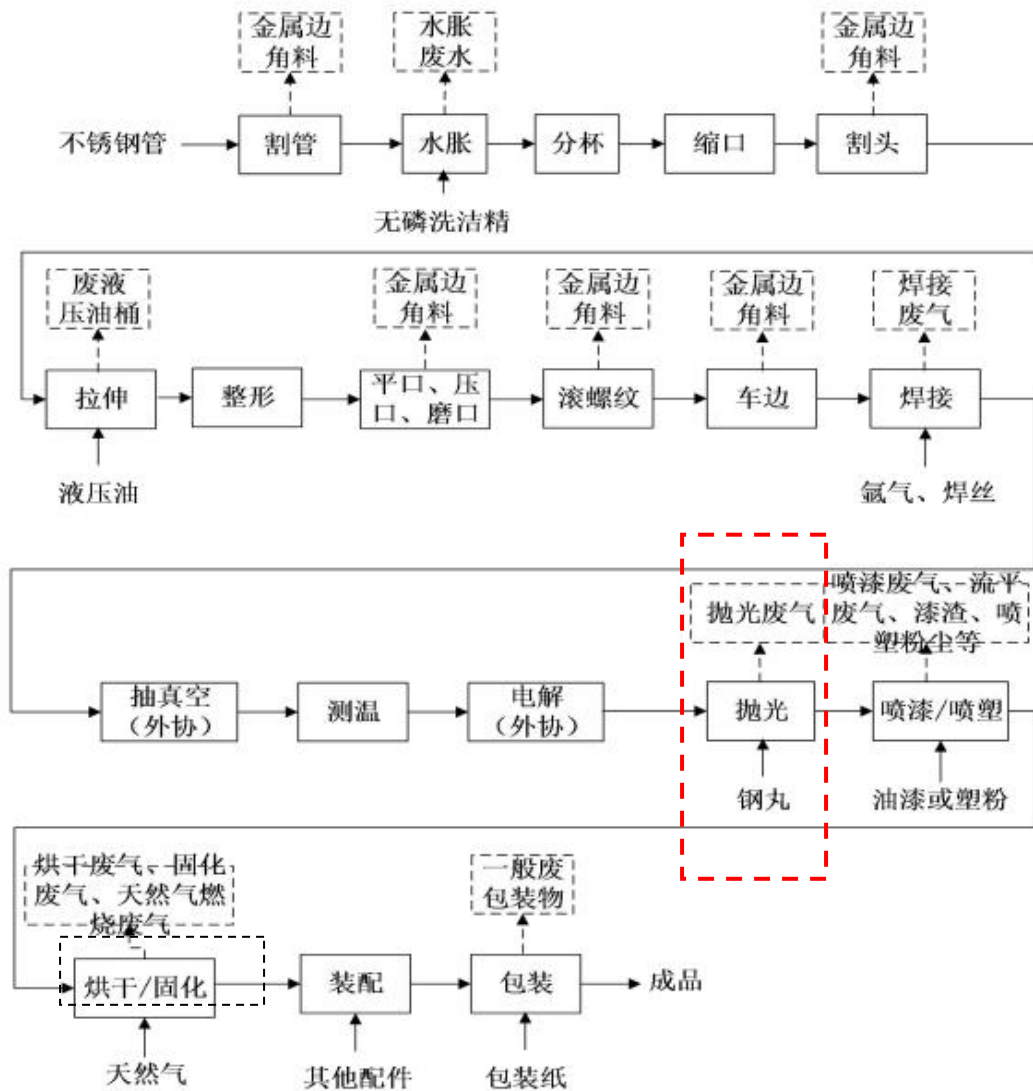 金属边
角料
水胀
废水
金属边
角料
不锈钢管
割管
水胀
分杯
缩口
割头
无磷洗洁精
废液
压油桶
金属边
角料
金属边
角料
金属边
角料
焊接
废气
拉伸
整形
平口、压
口、磨口
滚螺纹
车边
焊接
液压油
氩气、焊丝
抛光废气
喷漆废气、流平
废气、漆渣、喷
塑粉尘等
抽真空
（外协）
测温
电解
（外协）
抛光
喷漆/喷塑
钢丸
油漆或塑粉
烘干废气、固化
废气、天然气燃
烧废气
一般废
包装物
烘干/固化
装配
包装
成品
天然气
其他配件
包装纸